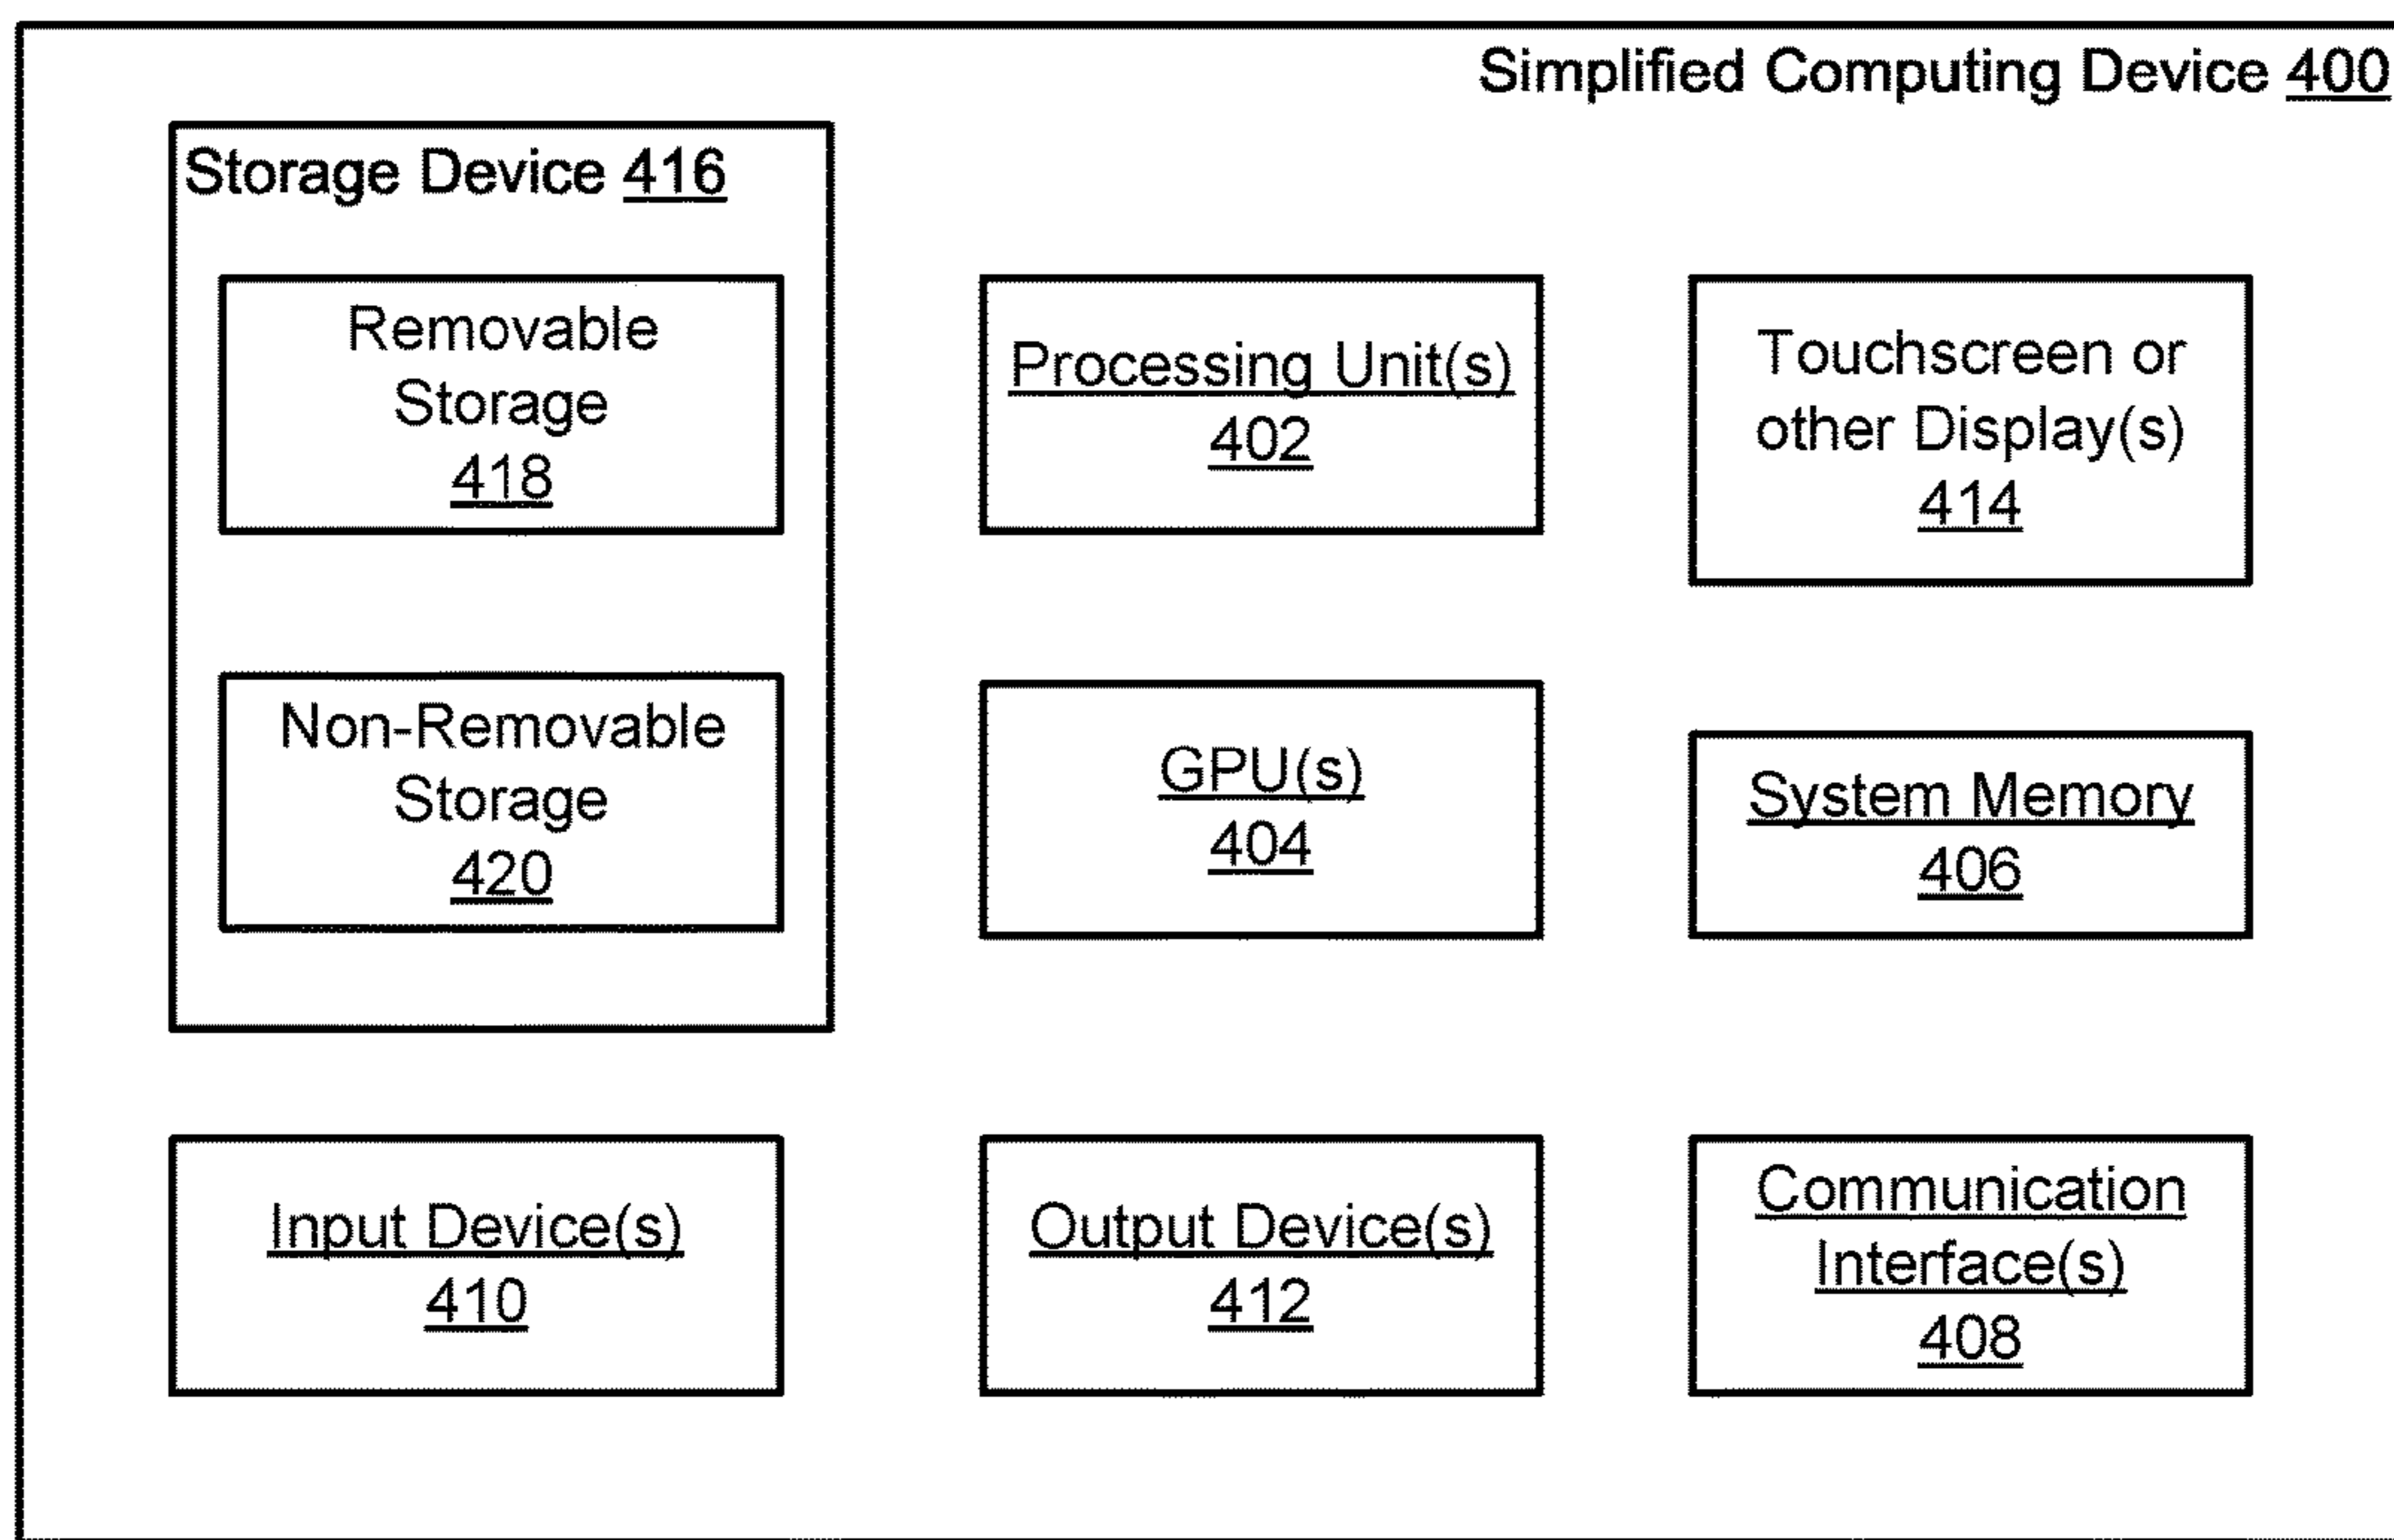 Simplified Computing Device 400
Storage Device 416
Removable
Storage
418
Processing Unit(s)
402
Touchscreen or
other Display(s)
414
Non-Removable
Storage
420
GPU(s)
404
System Memory
406
Input Device(s)
410
Output Device(s)
412
Communication
Interface(s)
408